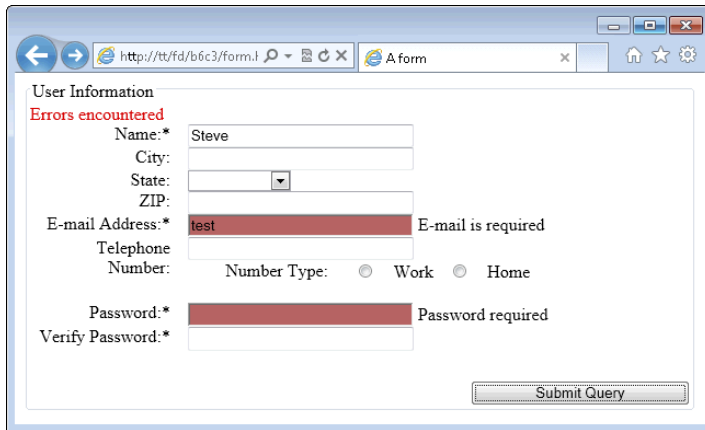 http://tt/fd/b6c3/form.h
A form
User Information
Errors encountered
Name:* Steve
City:
State:
ZIP:
E-mail Address:* test E-mail is required
Telephone
Number: Number Type: Work Home
Password:* Password required
Verify Password:*
Submit Query